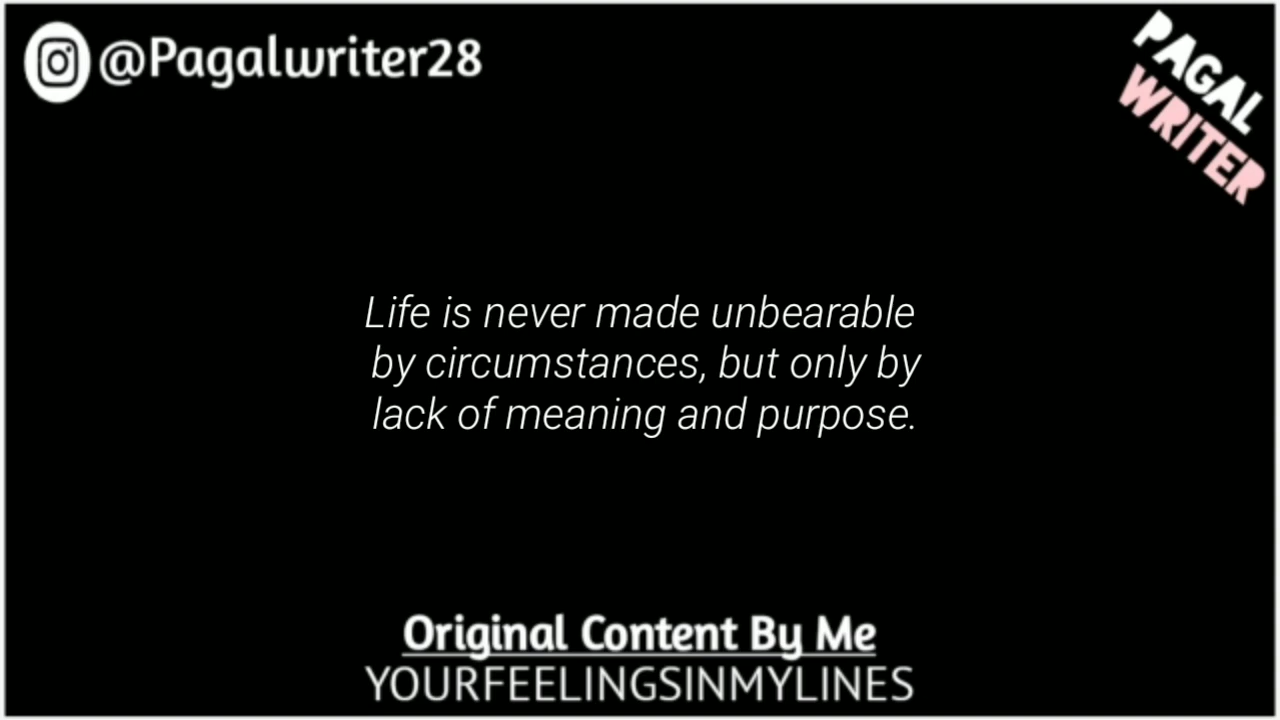 @Pagalwriter28
PAGAL
WRITER
Life is never made unbearable
by circumstances, but only by
lack of meaning and purpose.
Original Content By Me
YOURFEELINGSINMYLINES